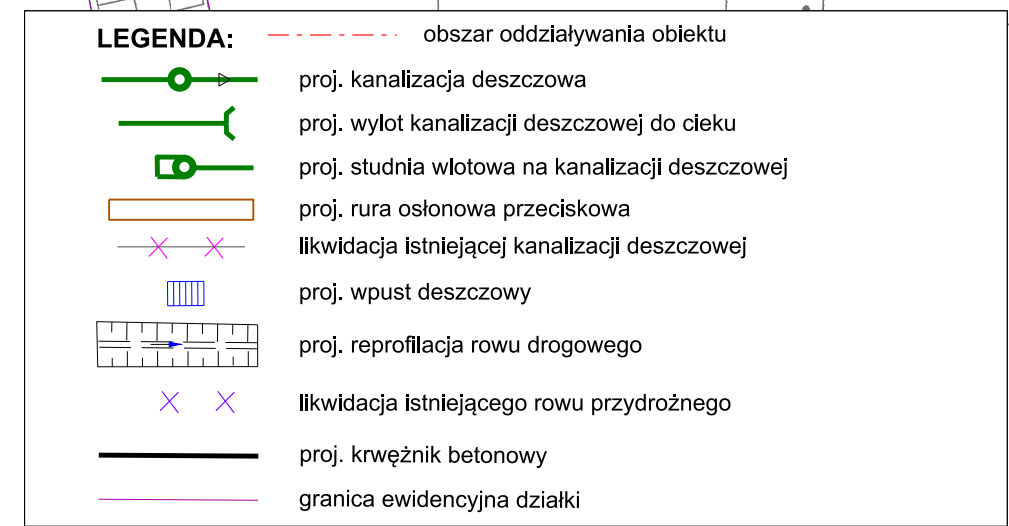 LEGENDA: obszar oddziaływania obiektu
proj. kanalizacja deszczowa
proj. wylot kanalizacji deszczowej do cieku
proj. studnia wlotowa na kanalizacji deszczowej
proj. rura osłonowa przeciskowa
likwidacja istniejącej kanalizacji deszczowej
proj. wpust deszczowy
proj. reprofilacja rowu drogowego
likwidacja istniejącego rowu przydrożnego
proj. krwężnik betonowy
granica ewidencyjna działki